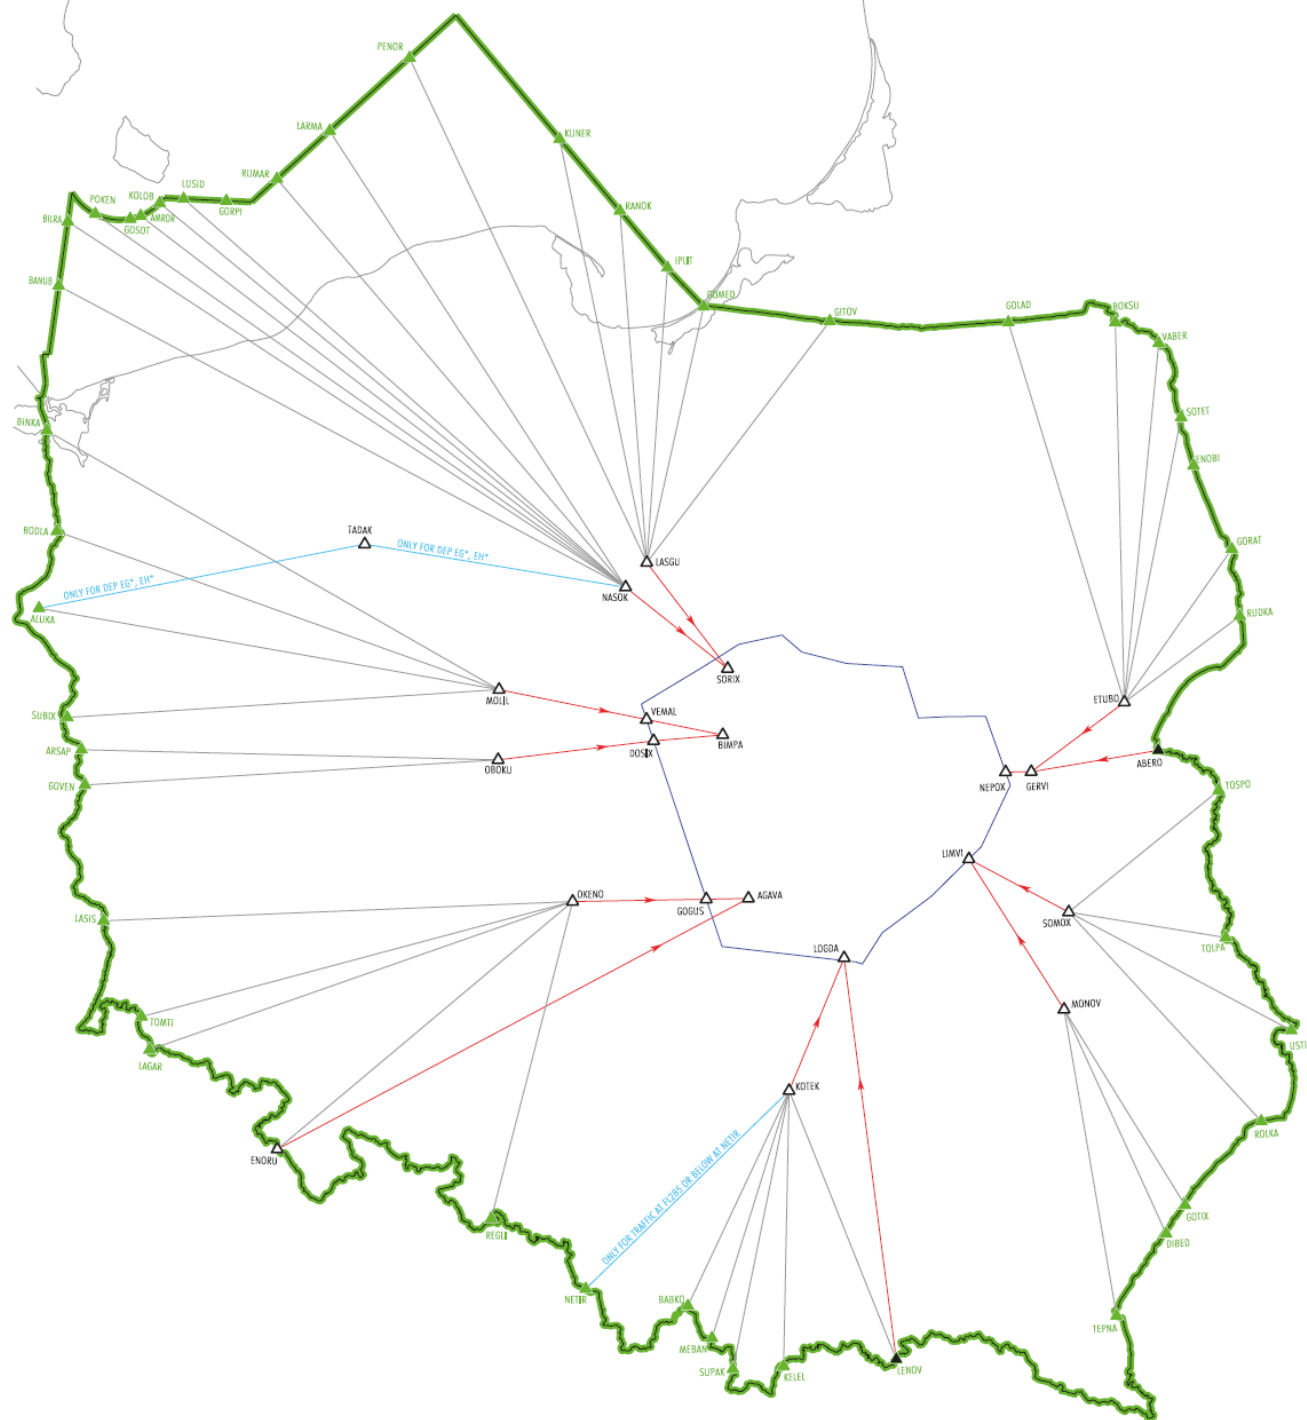 PENOR
KUNER
LARMA
RUMAR
LUSID
KOLOB
POKEN
GORPI
AMROR
GOSOT
BILRA
RANOK
IPUIT
BANUB
GOMED
GITOV
GOLAD
BOKSU
VABER
SOTET
BINKA
ENOBI
BODLA
TADAK
ONLY FOR DEP EG*, EH*
GORAT
LASGU
ONLY FOR DEP EG*, EH*
NASOK
ALUKA
RUDKA
SORIX
MOLIL
ETUBO
SUBIX
VEMAL
BIMPA
ARSAP
DOSIX
OBOKU
ABERO
GOVEN
NEPOX
GERVI
TOSPO
LIMVI
OKENO
AGAVA
GOGUS
LASIS
SOMOX
TOLPA
LOGDA
MONOV
TOMTI
USTI
LAGAR
KOTEK
ROLKA
ENORU
ONLY FOR TRAFFIC AT FL285 OR BELOW AT NETIR
GOTIX
REGLI
DIBED
NETIR
BABKO
TEPNA
MEBAN
SUPAK
KELEL
LENOV